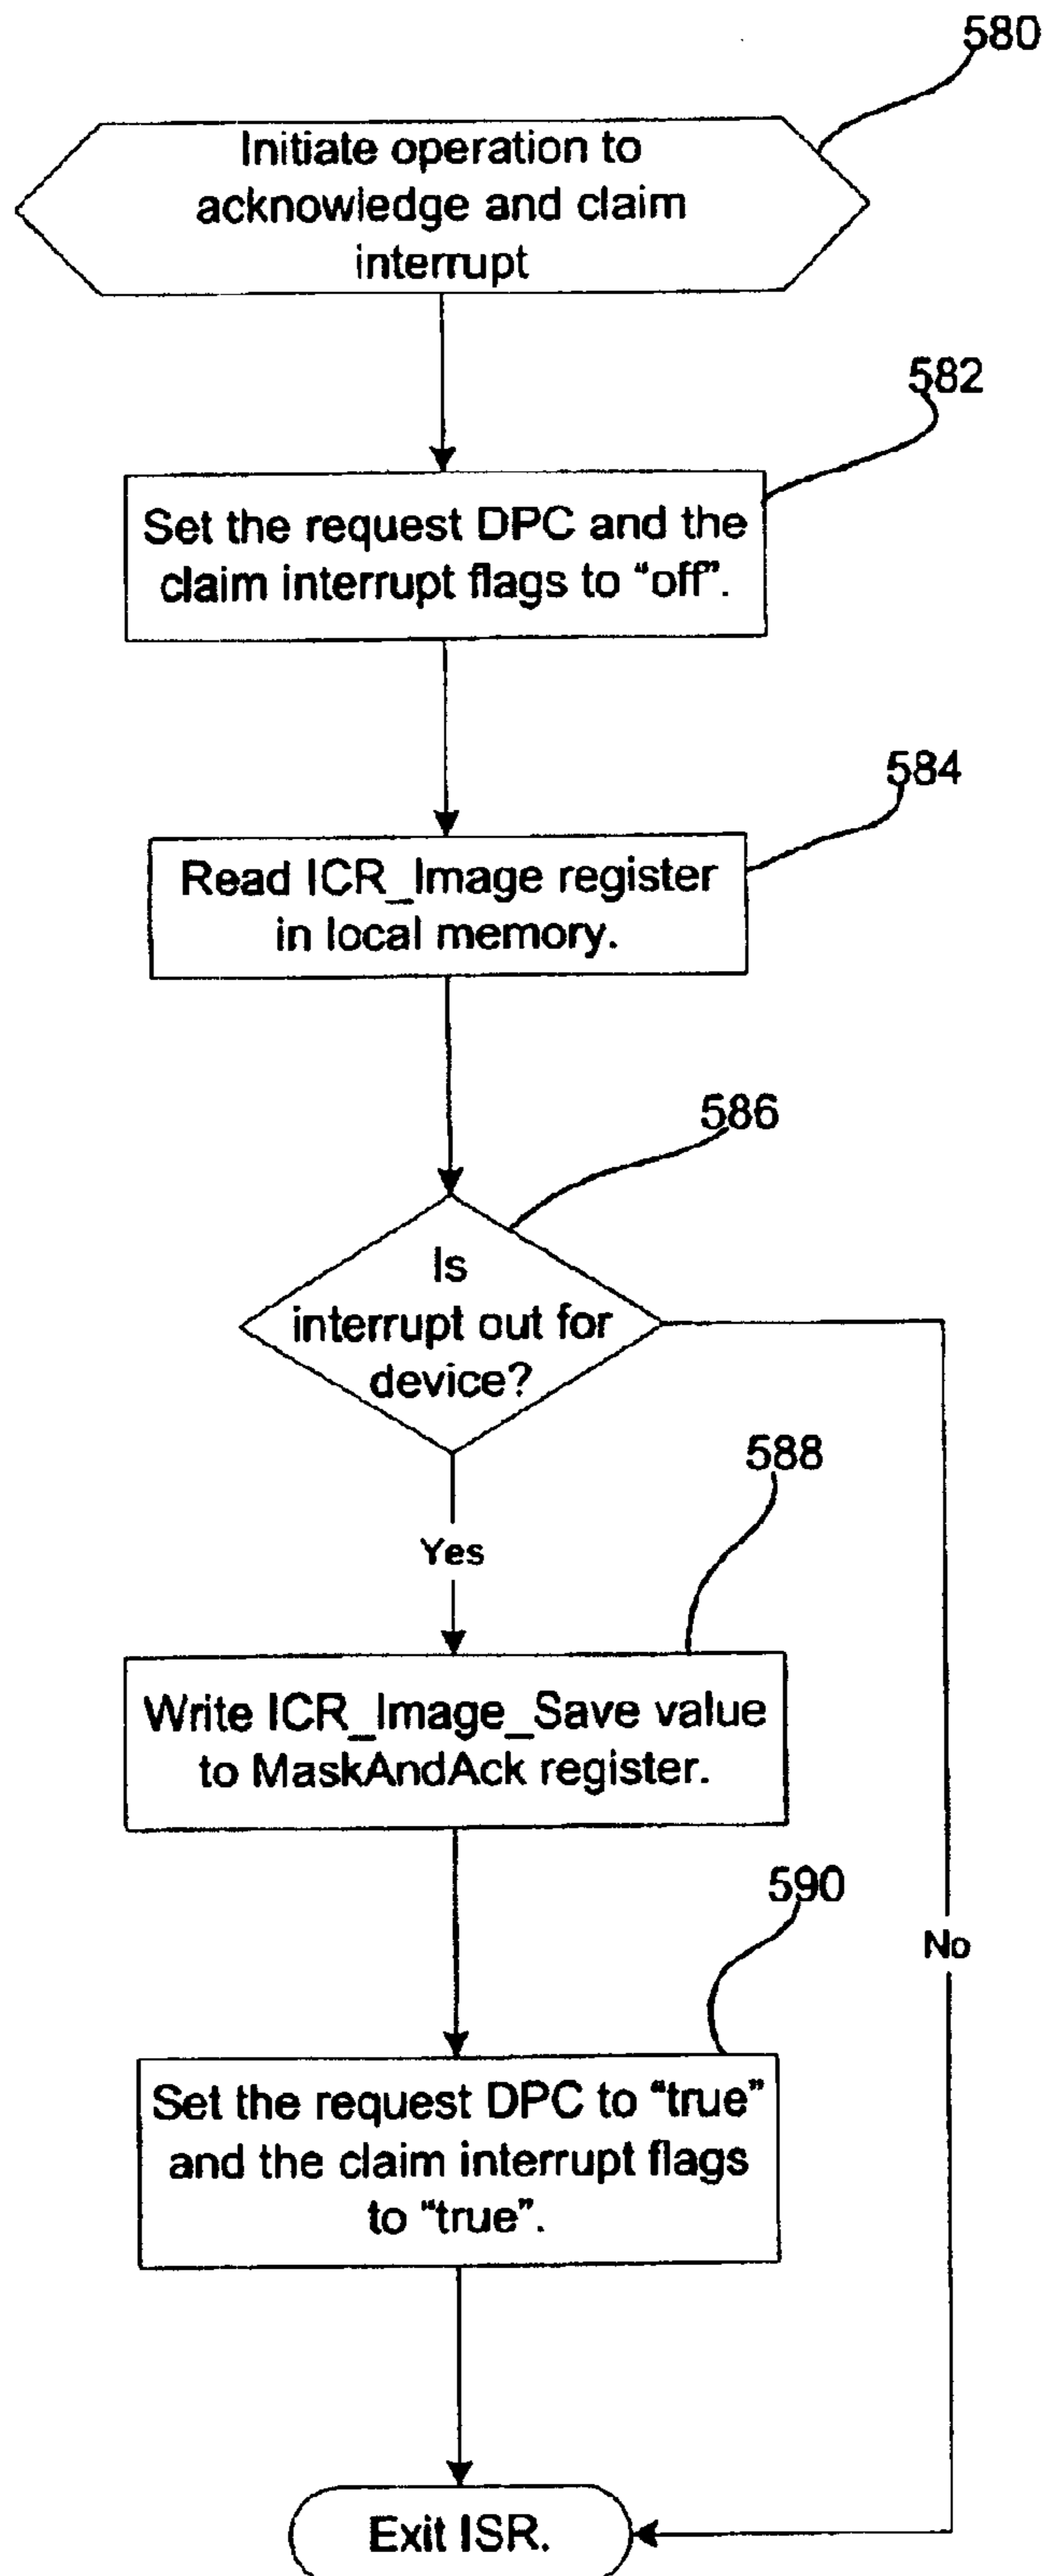 580
Initiate operation to
acknowledge and claim
interrupt
582
Set the request DPC and the
claim interrupt flags to “off”.
584
Read ICR_Image register
in local memory.
586
Is
interrupt out for
device?
588
Yes
Write ICR_Image_Save value
to MaskAndAck register.
590
No
Set the request DPC to “true”
and the claim interrupt flags
to “true”.
Exit ISR.